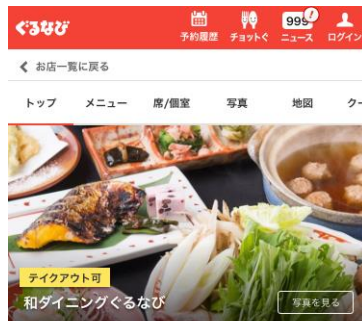 ぐるなび
予約履歴 チョットぐ ニュース ログイン
999
!
お店一覧に戻る
トップ メニュー 席/個室 写真 地図 クー
テイクアウト可
和ダイニングぐるなび
写真を見る